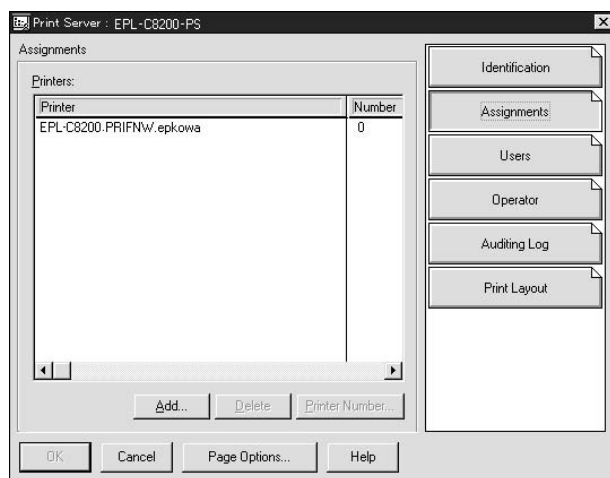 Print Server : EPL-C8200-PS
Assignments
Printers:
Printer Number
EPL-C8200.PRIFNW.epkowa 0
Add... Delete Printer Number...
OK Cancel Page Options... Help
Identification
Assignments
Users
Operator
Auditing Log
Print Layout